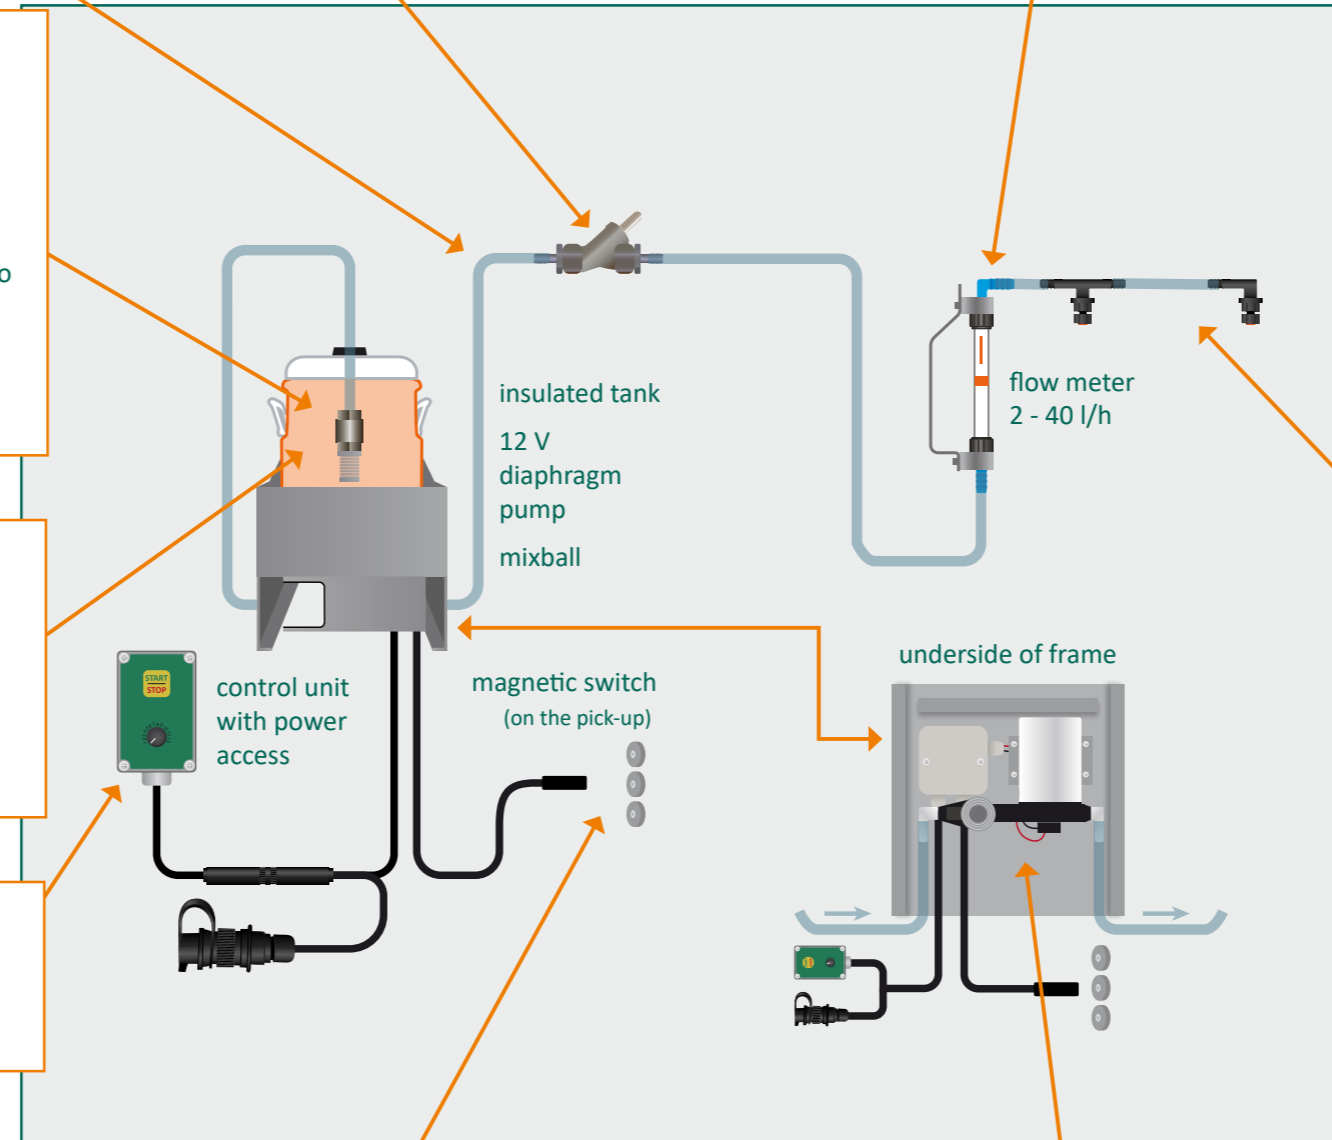 o
insulated tank
12 V
diaphragm
pump
mixball
flow meter
2 - 40 l/h
START
STOP
control unit
with power
access
magnetic switch
(on the pick-up)
underside of frame